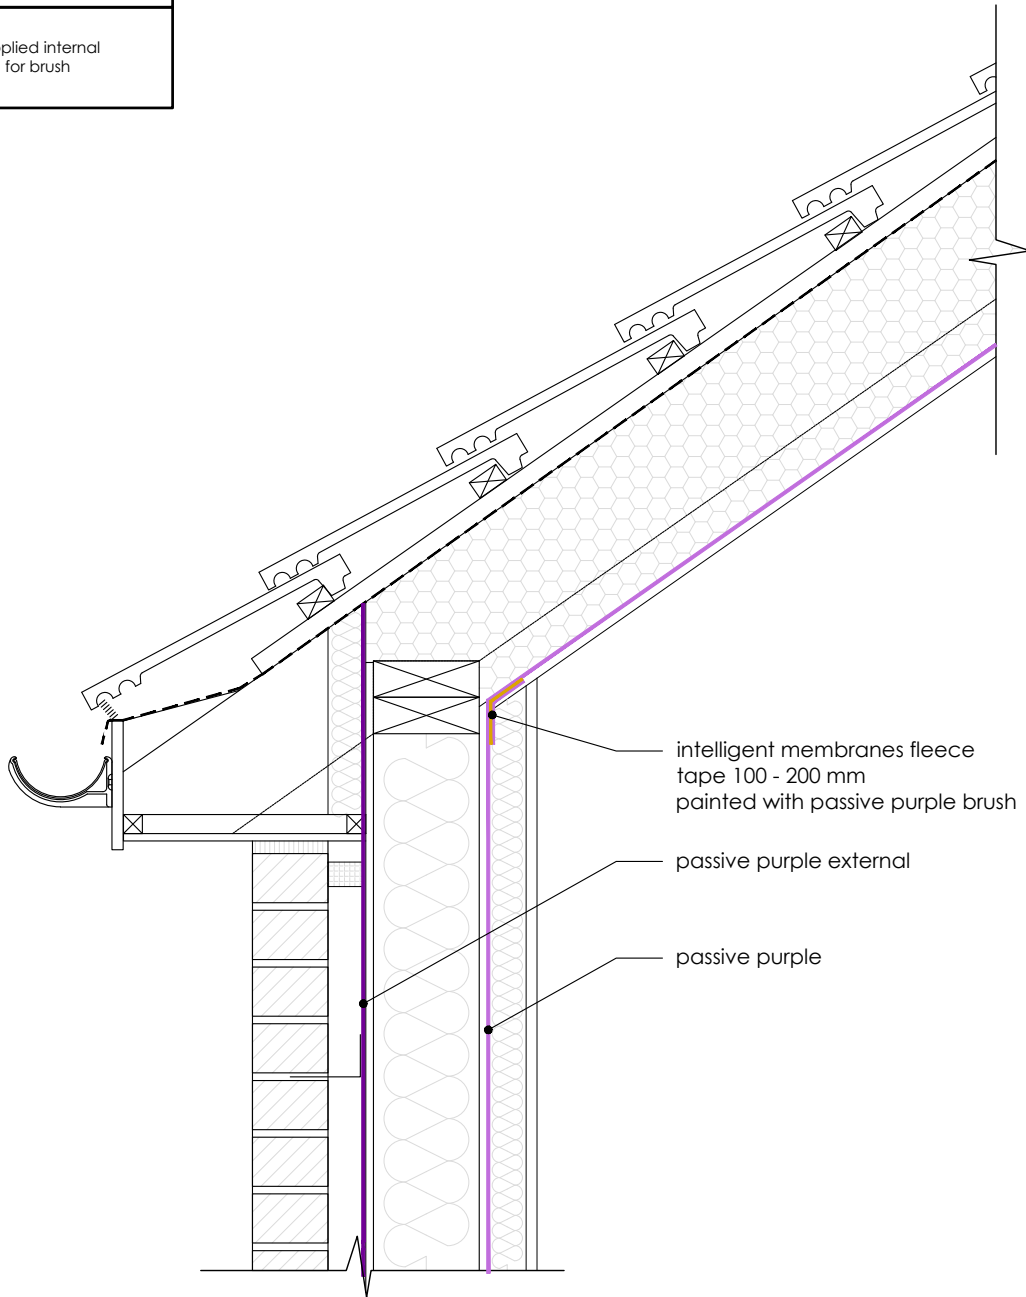 internal
for brush
intelligent membranes fleece
tape 100 - 200 mm
painted with passive purple brush
passive purple external
passive purple